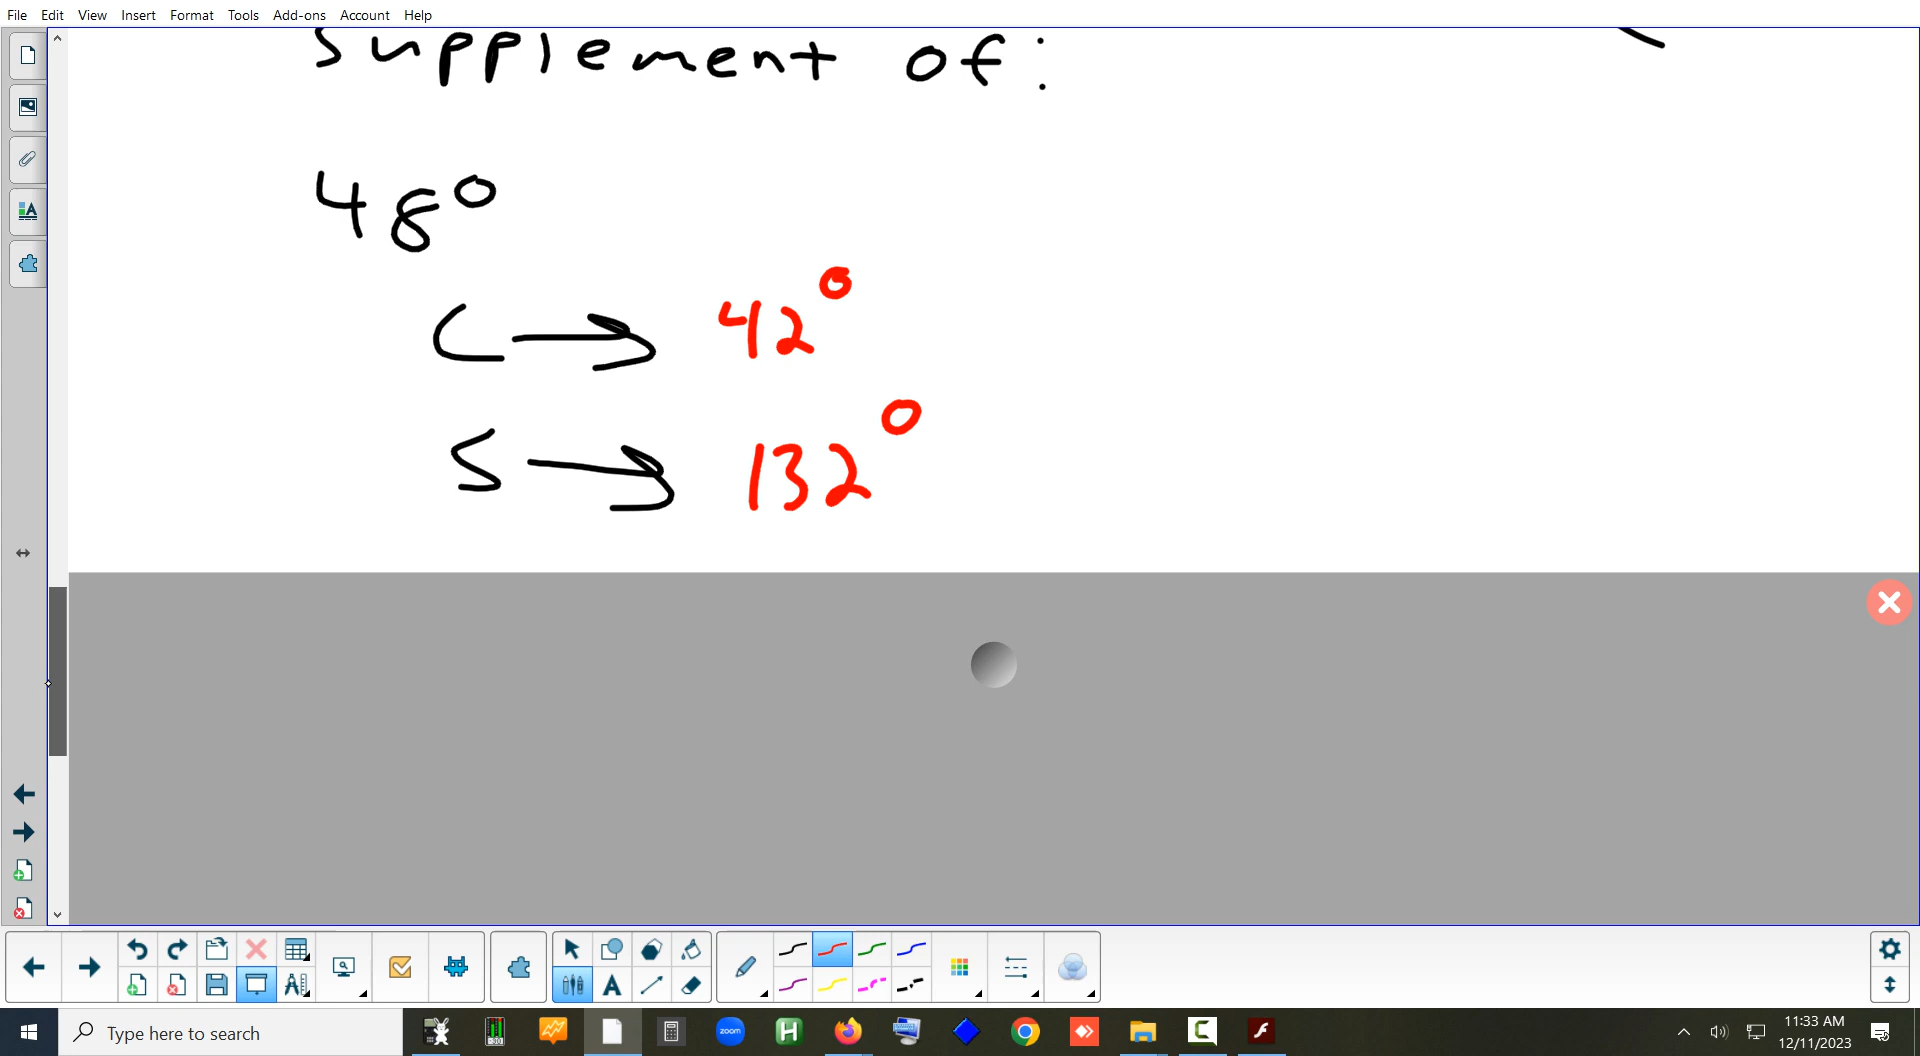 File Edit View Insert Format Tools Add-ons Account Help
Supplement of:
48°
C → 42°
S → 132°
Type here to search
zoom
11:33 AM
12/11/2023